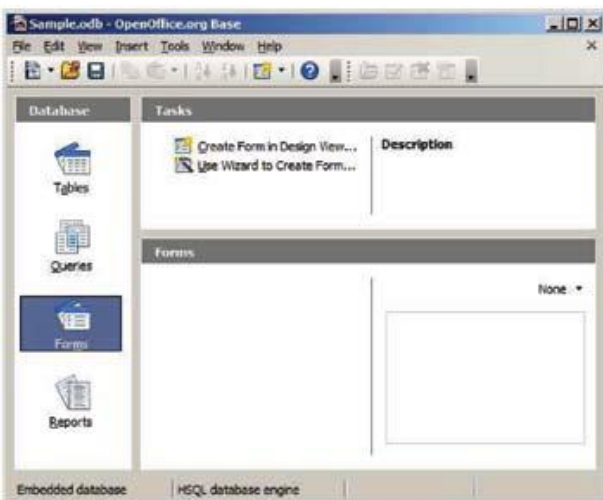 Sample.odb - OpenOffice.org Base
File Edit View Insert Tools Window Help
Database
Tables
Queries
Forms
Reports
Tasks
Create Form in Design View...
Use Wizard to Create Form...
Description
Forms
None
Embedded database HSQL database engine